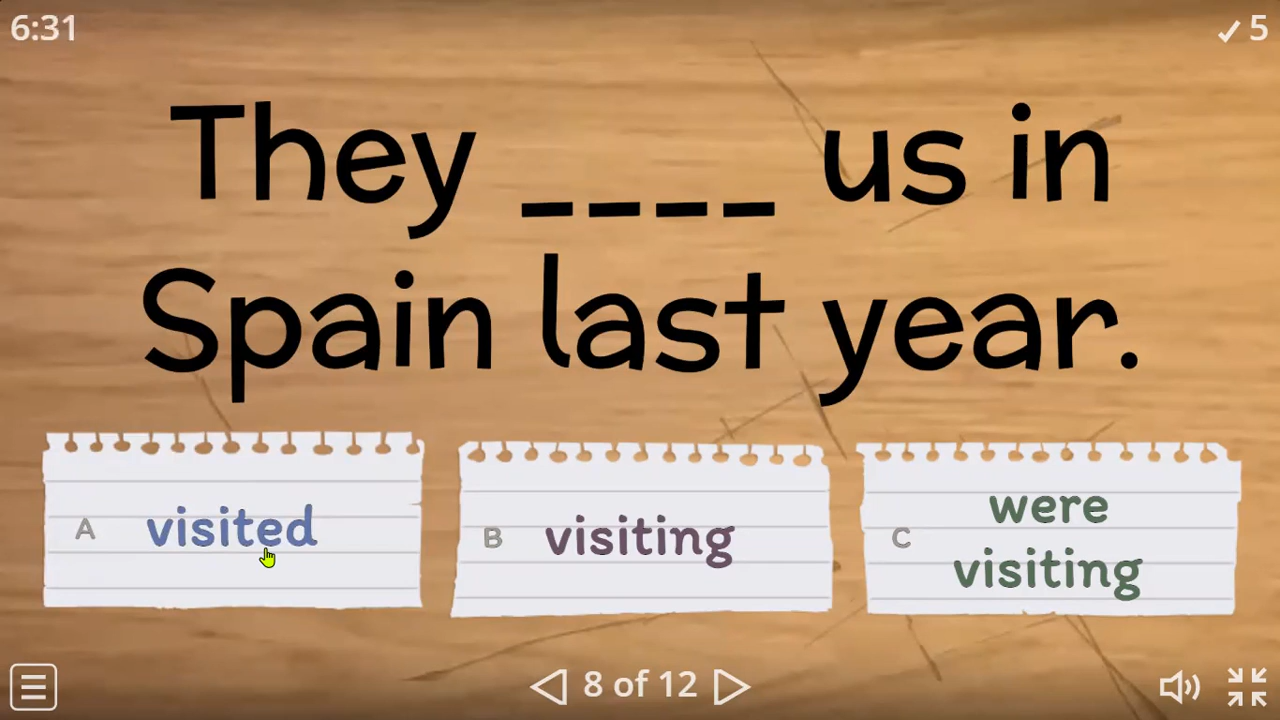 6:31
✓ 5
They ____ us in
Spain last year.
A visited
B visiting
C were
visiting
8 of 12